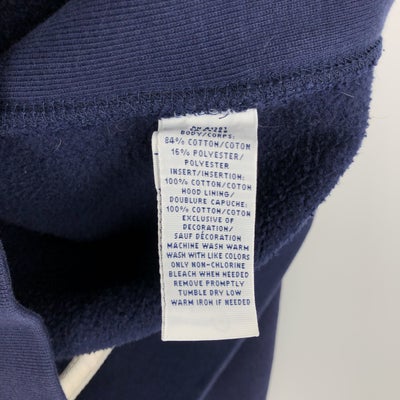 BODY/CORPS:
84% COTTON/COTON
16% POLYESTER/
POLYESTER
INSERT/INSERTION:
100% COTTON/COTON
HOOD LINING/
DOUBLURE CAPUCHE:
100% COTTON/COTON
EXCLUSIVE OF
DECORATION/
SAUF DÉCORATION
MACHINE WASH WARM
WASH WITH LIKE COLORS
ONLY NON-CHLORINE
BLEACH WHEN NEEDED
REMOVE PROMPTLY
TUMBLE DRY LOW
WARM IRON IF NEEDED